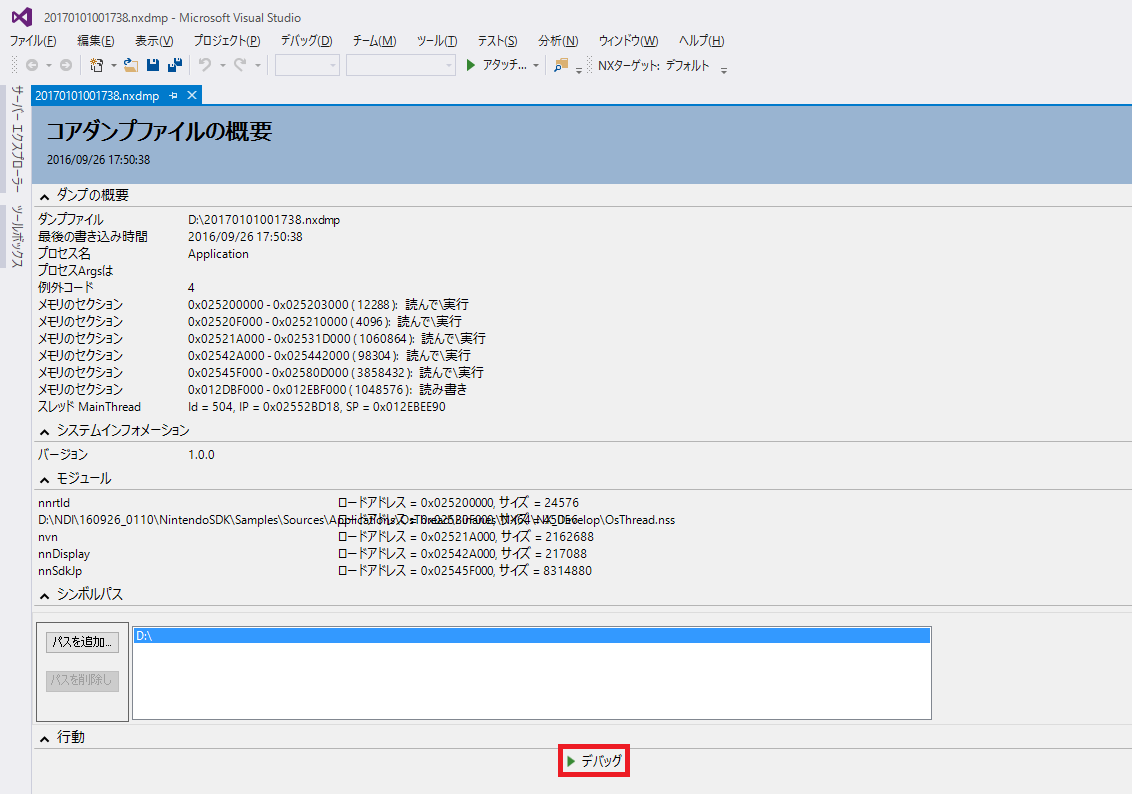 20170101001738.nxdmp - Microsoft Visual Studio
ファイル(F) 編集(E) 表示(V) プロジェクト(P) デバッグ(D) チーム(M) ツール(T) テスト(S) 分析(N) ウィンドウ(W) ヘルプ(H)
アタッチ... NXターゲット: デフォルト
サーバー エクスプローラー
ツールボックス
20170101001738.nxdmp
コアダンプファイルの概要
2016/09/26 17:50:38
ダンプの概要
ダンプファイル D:\20170101001738.nxdmp
最後の書き込み時間 2016/09/26 17:50:38
プロセス名 Application
プロセスArgsは
例外コード 4
メモリのセクション 0x025200000 - 0x025203000 ( 12288 ): 読んで\実行
メモリのセクション 0x02520F000 - 0x025210000 ( 4096 ): 読んで\実行
メモリのセクション 0x02521A000 - 0x02531D000 ( 1060864 ): 読んで\実行
メモリのセクション 0x02542A000 - 0x025442000 ( 98304 ): 読んで\実行
メモリのセクション 0x02545F000 - 0x02580D000 ( 3858432 ): 読んで\実行
メモリのセクション 0x012DBF000 - 0x012EBF000 ( 1048576 ): 読み書き
スレッド MainThread Id = 504, IP = 0x02552BD18, SP = 0x012EBEE90
システムインフォメーション
バージョン 1.0.0
モジュール
nnrtld ロードアドレス = 0x025200000, サイズ = 24576
D:\NDI\160926_0110\NintendoSDK\Samples\Sources\Applications\OsThread\Binaries\NX64\NX_Develop\OsThread.nss
nvn ロードアドレス = 0x02521A000, サイズ = 2162688
nnDisplay ロードアドレス = 0x02542A000, サイズ = 217088
nnSdkJp ロードアドレス = 0x02545F000, サイズ = 8314880
シンボルパス
パスを追加... D:\
パスを削除し
行動
デバッグ